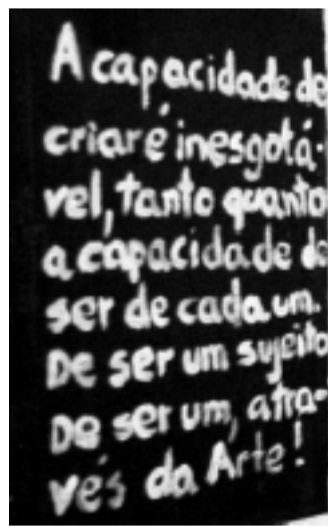 A capacidade de
criar é inesgotá-
vel, tanto quanto
a capacidade de
ser de cada um.
De ser um sujeito
De ser um, atra-
vés da Arte!